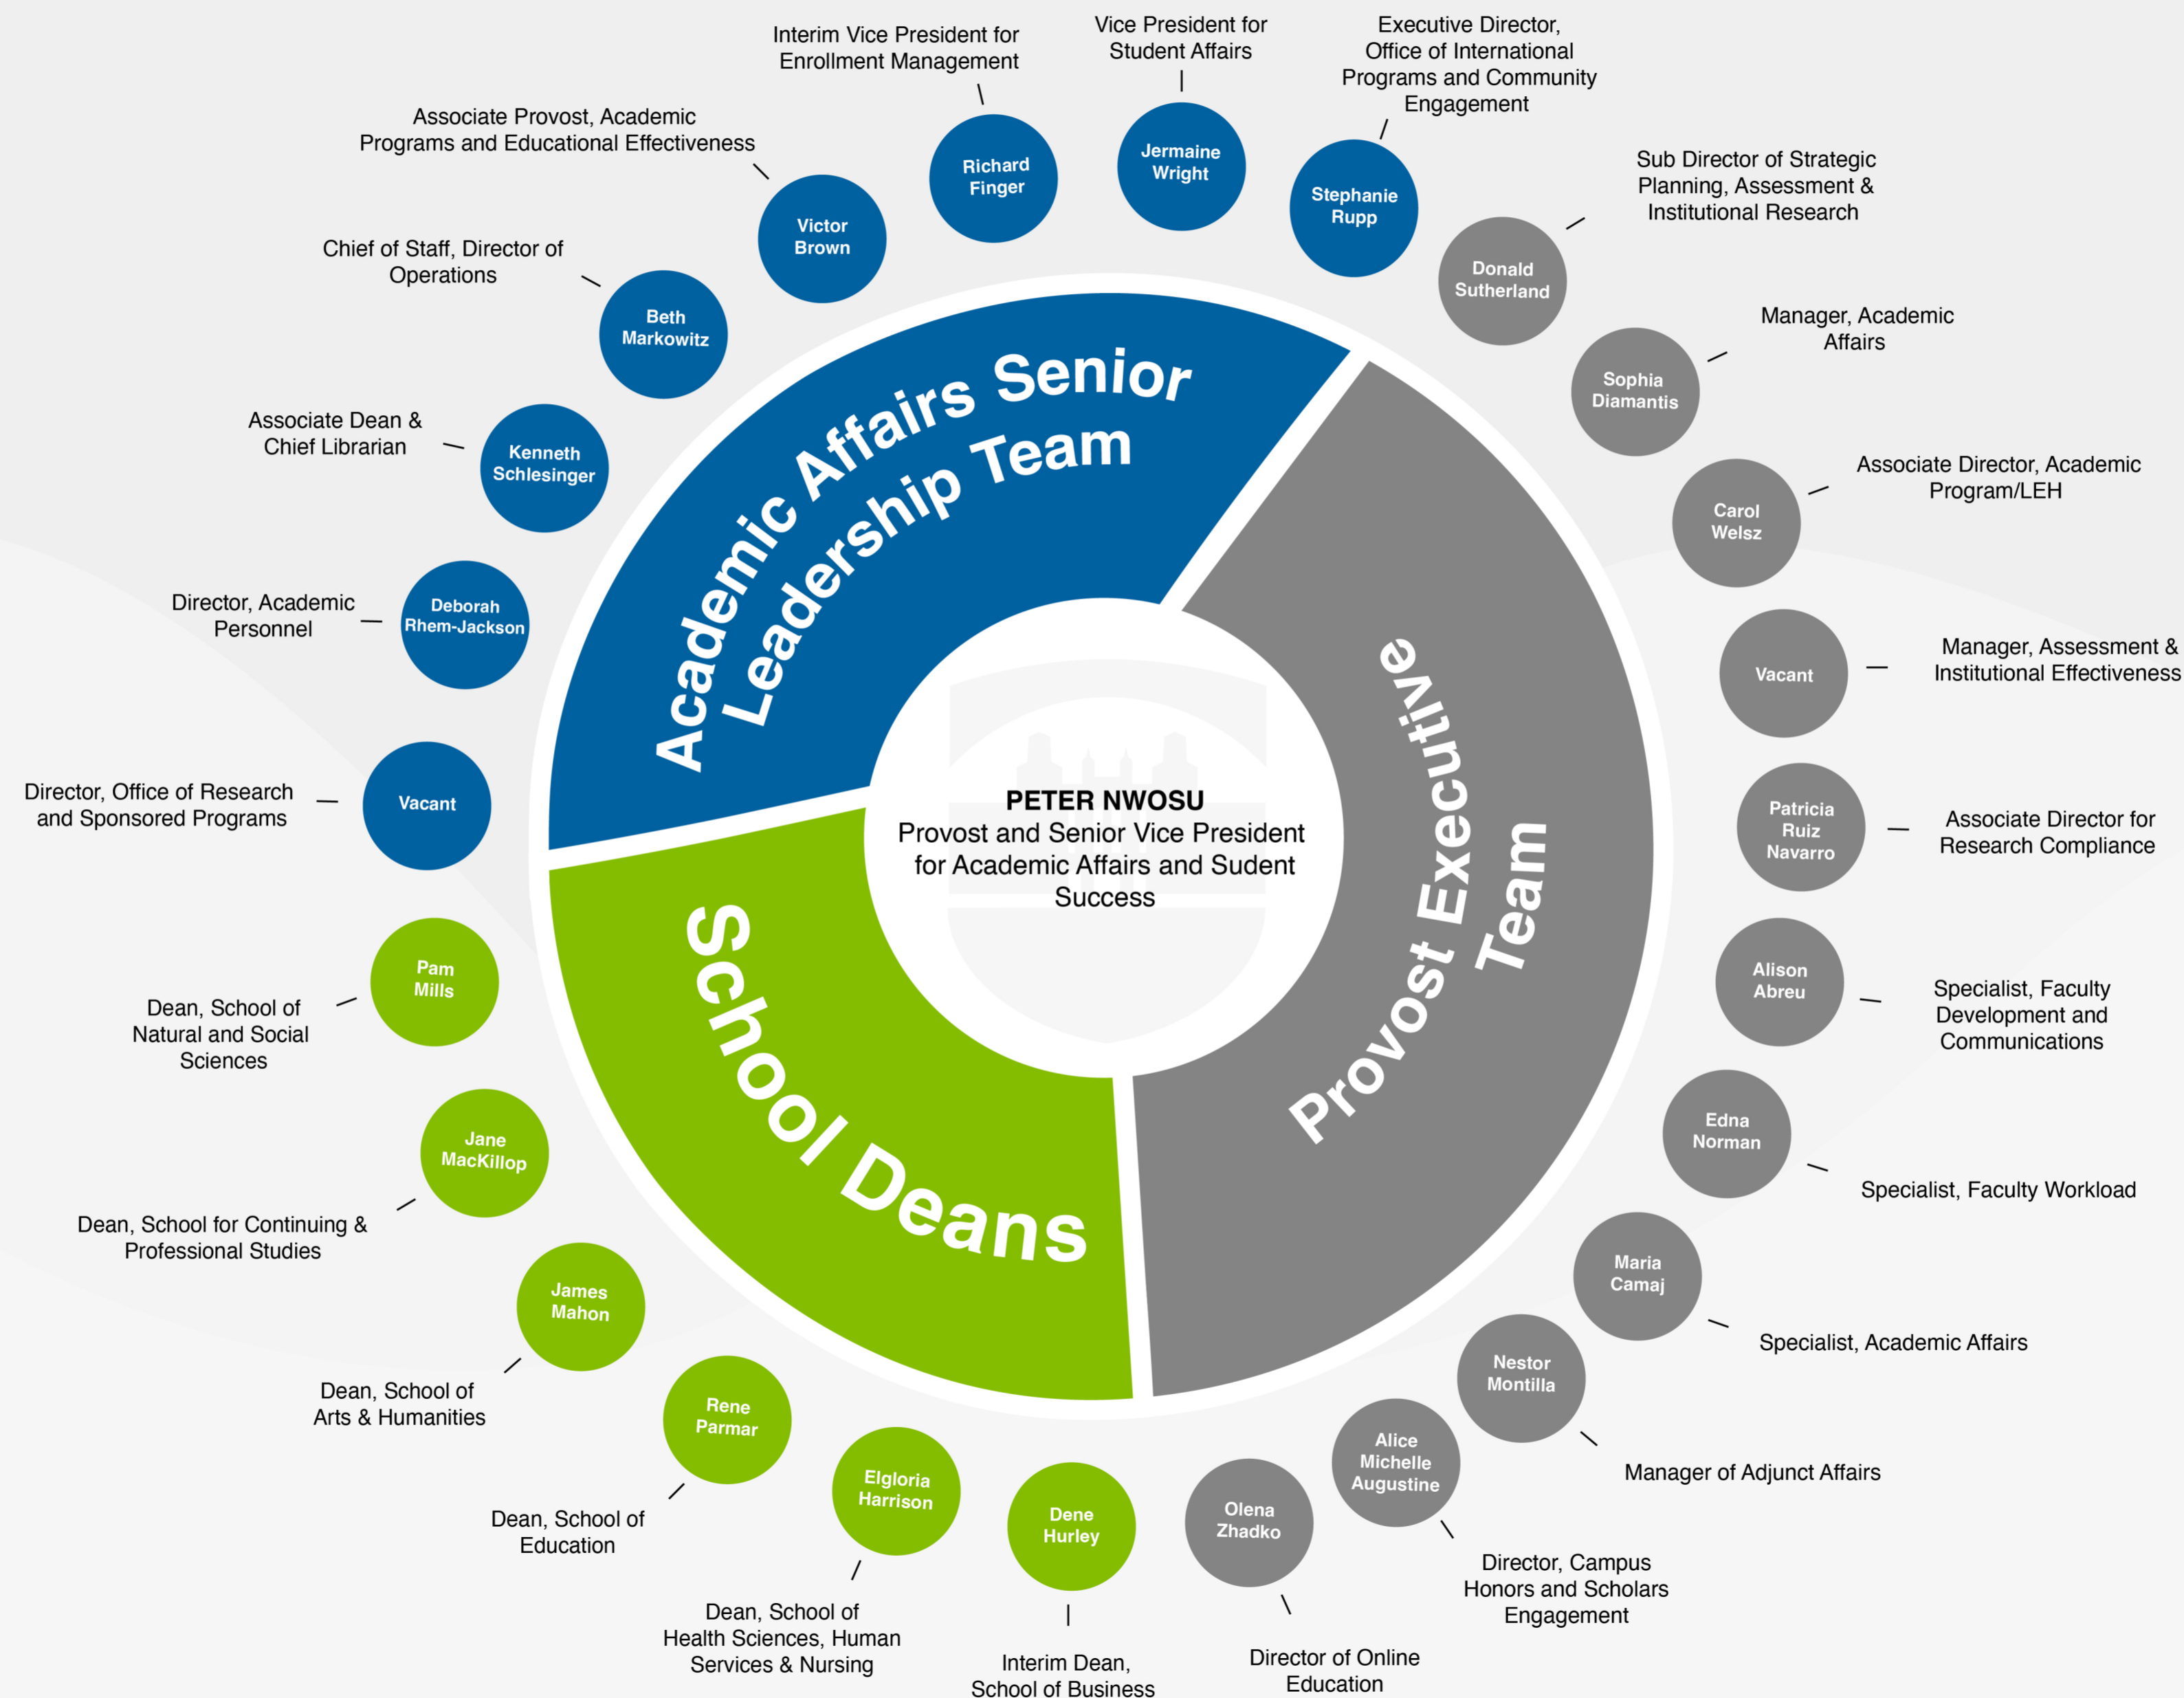 PETER NWOSU
Provost and Senior Vice President
for Academic Affairs and Sudent
Success
Academic Affairs Senior
Leadership Team
Director, Office of Research
and Sponsored Programs
Vacant
Director, Academic
Personnel
Deborah
Rhem-Jackson
Associate Dean &
Chief Librarian
Kenneth
Schlesinger
Chief of Staff, Director of
Operations
Beth
Markowitz
Associate Provost, Academic
Programs and Educational Effectiveness
Victor
Brown
Interim Vice President for
Enrollment Management
Richard
Finger
Vice President for
Student Affairs
Jermaine
Wright
Executive Director,
Office of International
Programs and Community
Engagement
Stephanie
Rupp
Provost Executive
Team
Sub Director of Strategic
Planning, Assessment &
Institutional Research
Donald
Sutherland
Manager, Academic
Affairs
Sophia
Diamantis
Associate Director, Academic
Program/LEH
Carol
Welsz
Manager, Assessment &
Institutional Effectiveness
Vacant
Associate Director for
Research Compliance
Patricia
Ruiz
Navarro
Specialist, Faculty
Development and
Communications
Alison
Abreu
Specialist, Faculty Workload
Edna
Norman
Specialist, Academic Affairs
Maria
Camaj
Manager of Adjunct Affairs
Nestor
Montilla
Director, Campus
Honors and Scholars
Engagement
Alice
Michelle
Augustine
Director of Online
Education
Olena
Zhadko
School Deans
Pam
Mills
Dean, School of
Natural and Social
Sciences
Jane
MacKillop
Dean, School for Continuing &
Professional Studies
James
Mahon
Dean, School of
Arts & Humanities
Rene
Parmar
Dean, School of
Education
Elgloria
Harrison
Dean, School of
Health Sciences, Human
Services & Nursing
Dene
Hurley
Interim Dean,
School of Business